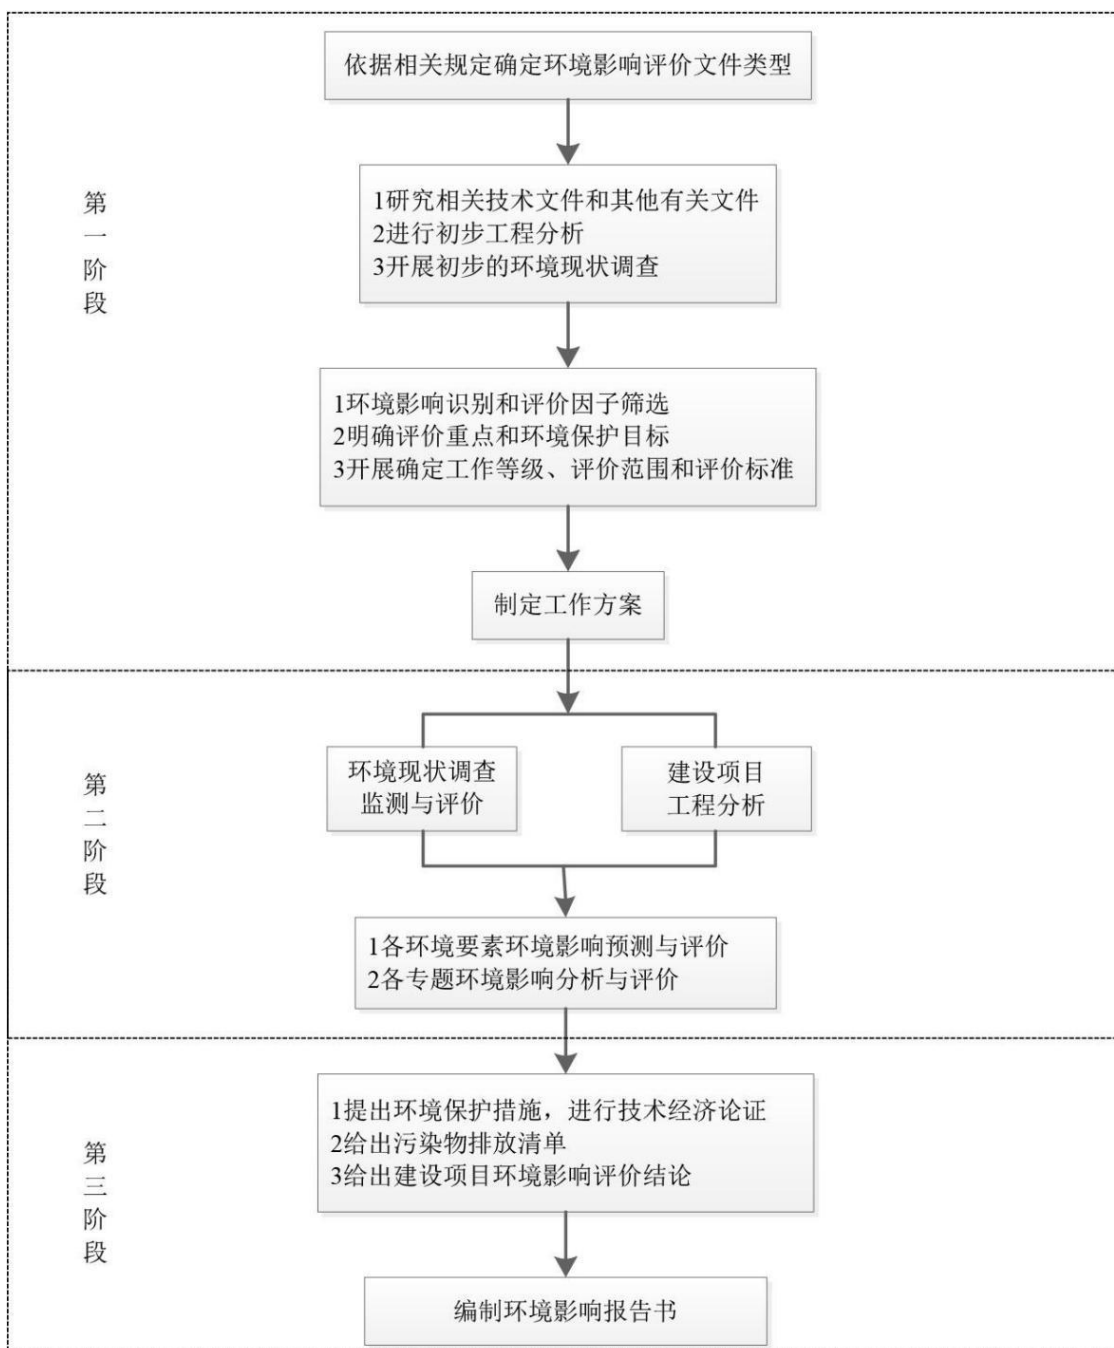 依据相关规定确定环境影响评价文件类型
第一阶段
1研究相关技术文件和其他有关文件
2进行初步工程分析
3开展初步的环境现状调查
1环境影响识别和评价因子筛选
2明确评价重点和环境保护目标
3开展确定工作等级、评价范围和评价标准
制定工作方案
第二阶段
环境现状调查
监测与评价
建设项目
工程分析
1各环境要素环境影响预测与评价
2各专题环境影响分析与评价
第三阶段
1提出环境保护措施，进行技术经济论证
2给出污染物排放清单
3给出建设项目环境影响评价结论
编制环境影响报告书